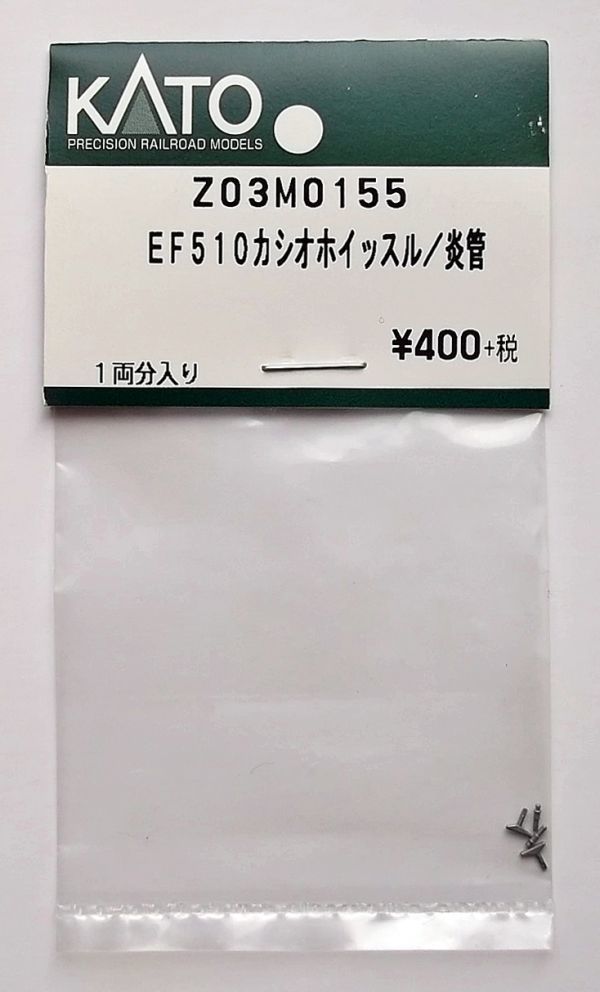 KATO
PRECISION RAILROAD MODELS
Z03M0155
EF510カシオホイッスル/炎管
¥400+税
1両分入り